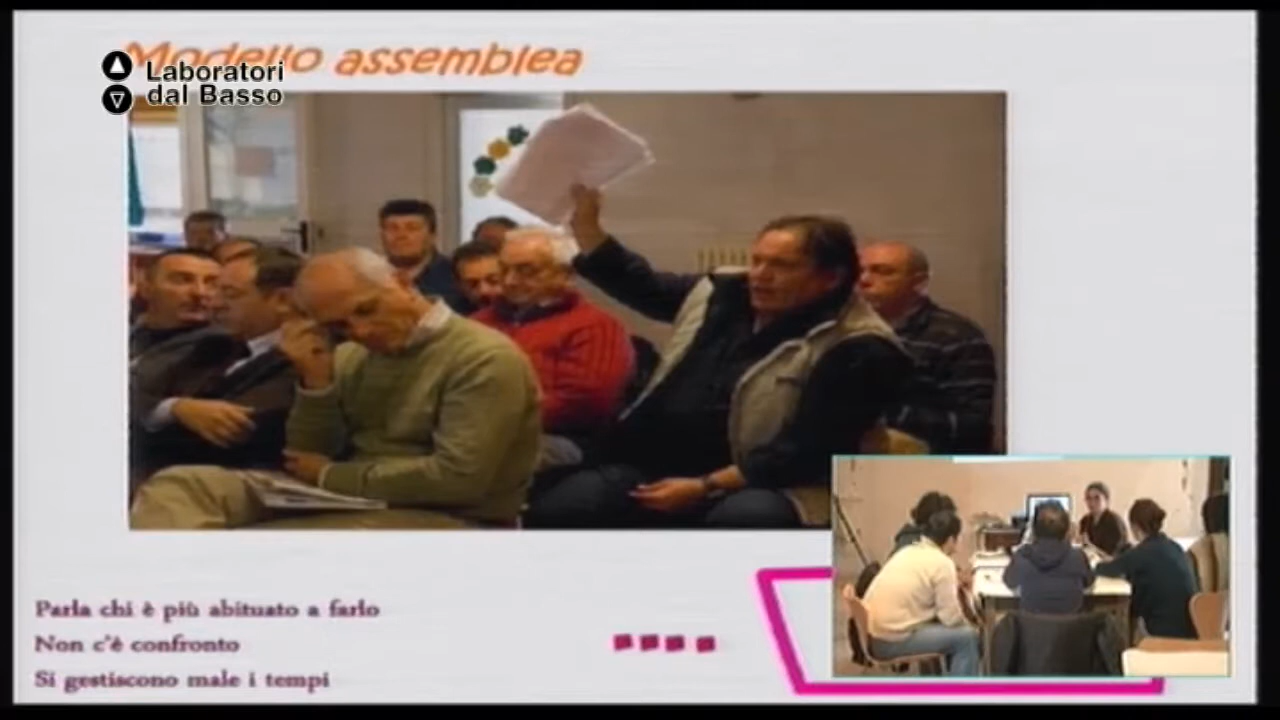 Modello assemblea
Laboratori
dal Basso
Parla chi è più abituato a farlo
Non c'è confronto
Si gestiscono male i tempi